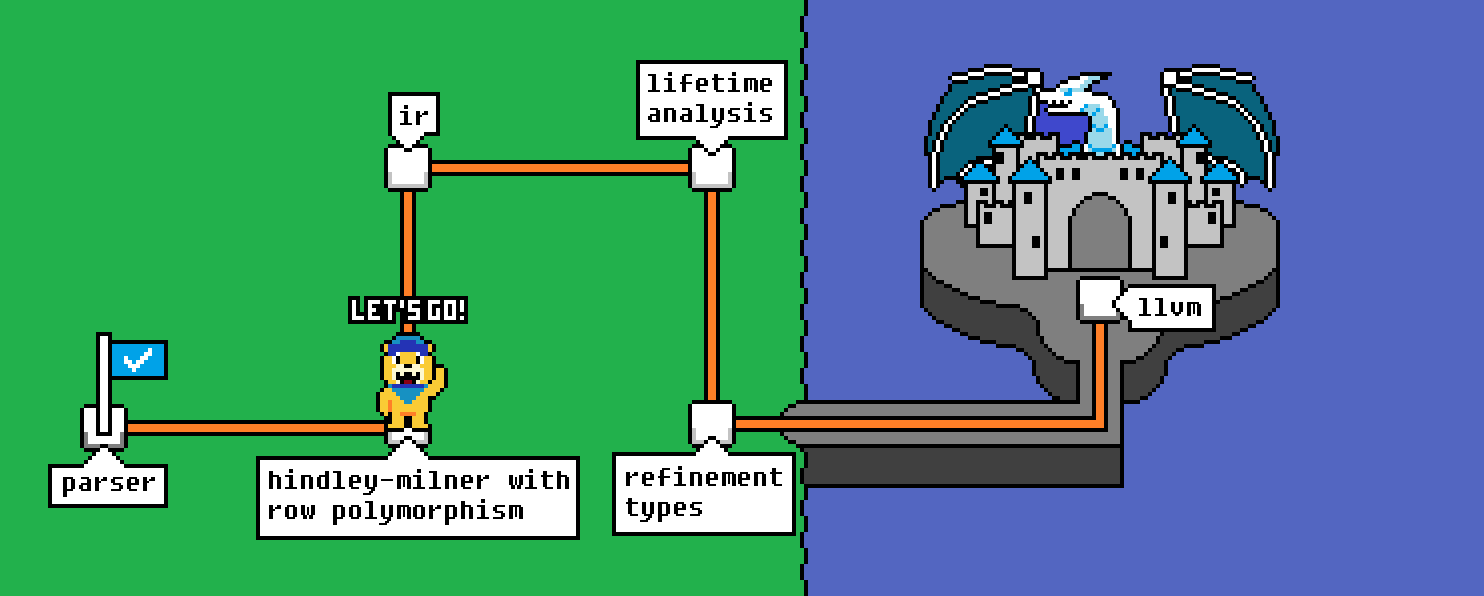 ir
lifetime
analysis
LET'S GO!
parser
hindley-milner with
row polymorphism
refinement
types
llvm